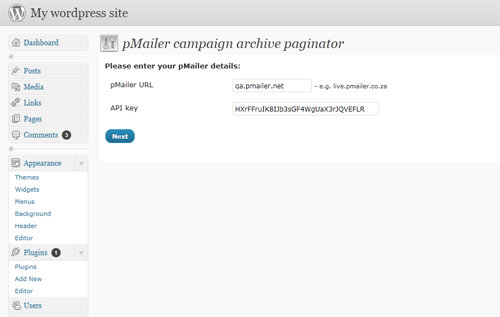 My wordpress site
Dashboard
Posts
Media
Links
Pages
Comments 3
Appearance
Themes
Widgets
Menus
Background
Header
Editor
Plugins 1
Plugins
Add New
Editor
Users
pMailer campaign archive paginator
Please enter your pMailer details:
pMailer URL qa.pmailer.net - e.g. live.pmailer.co.za
API key HXrFFruIK8IJb3sGF4WgUaX3rJQVEFLR
Next